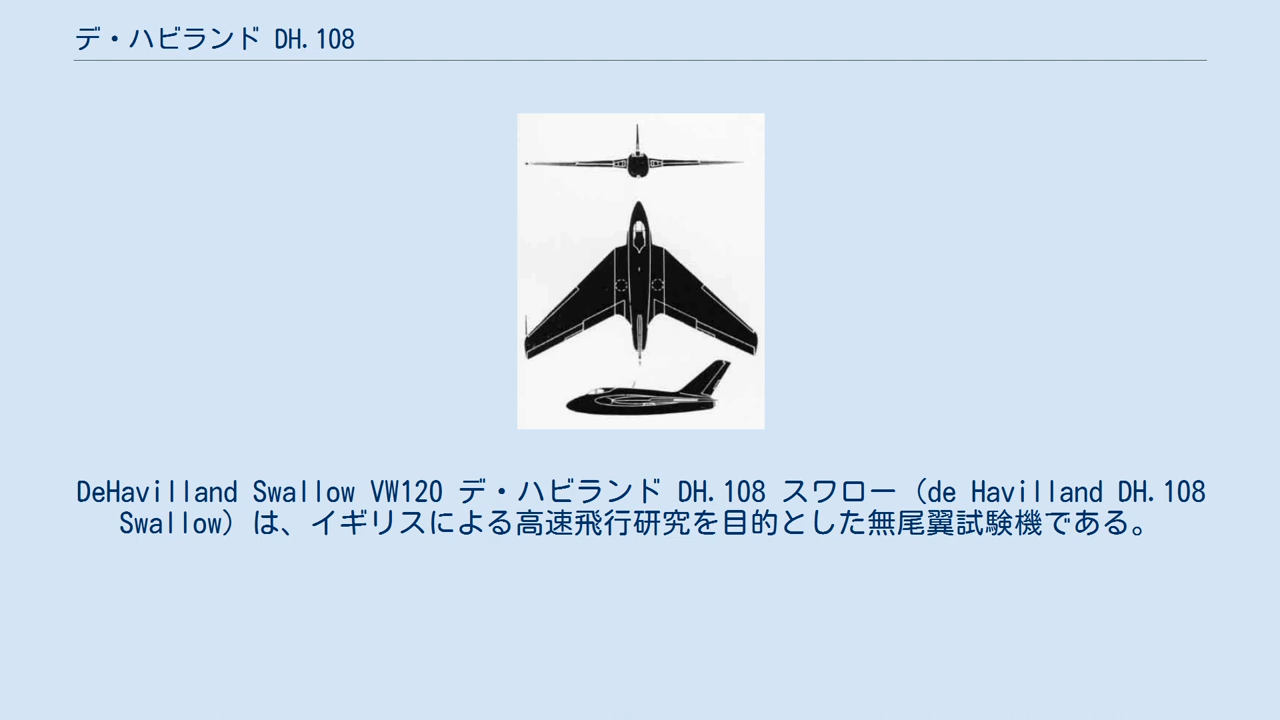 デ・ハビランド DH.108
DeHavilland Swallow VW120 デ・ハビランド DH.108 スワロー（de Havilland DH.108
Swallow）は、イギリスによる高速飛行研究を目的とした無尾翼試験機である。